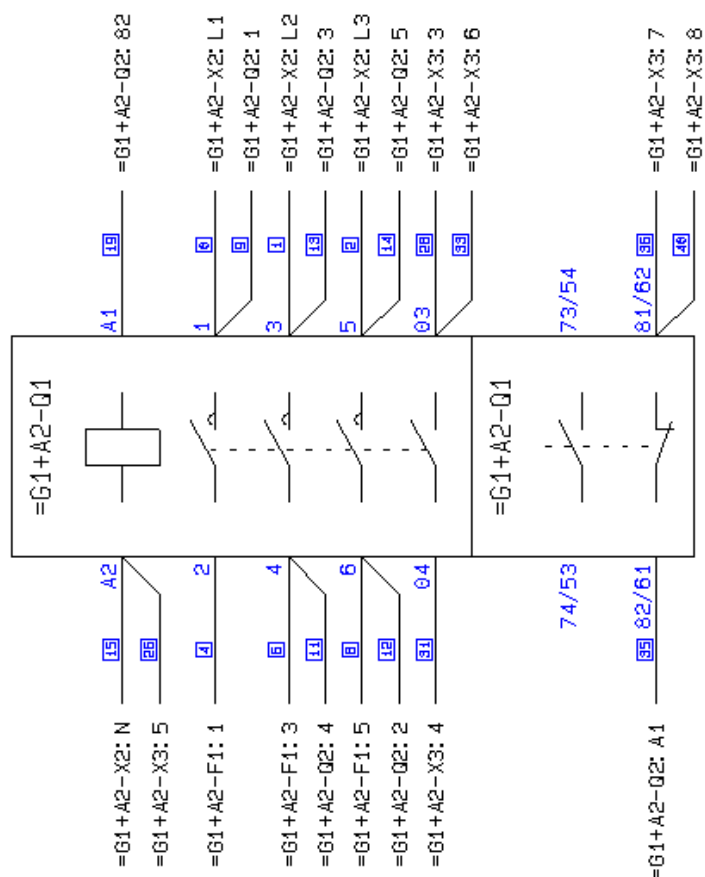 =G1+A2-Q2: 82
=G1+A2-X2: L1
=G1+A2-Q2: 1
=G1+A2-X2: L2
=G1+A2-Q2: 3
=G1+A2-X2: L3
=G1+A2-Q2: 5
=G1+A2-X3: 3
=G1+A2-X3: 6
=G1+A2-X3: 7
=G1+A2-X3: 8
19
0
9
1
13
2
14
28
33
36
40
A1
1
3
5
03
73/54
81/62
=G1+A2-Q1
=G1+A2-Q1
A2
2
4
6
04
74/53
82/61
15
26
4
6
11
8
12
31
35
=G1+A2-X2: N
=G1+A2-X3: 5
=G1+A2-F1: 1
=G1+A2-F1: 3
=G1+A2-Q2: 4
=G1+A2-F1: 5
=G1+A2-Q2: 2
=G1+A2-X3: 4
=G1+A2-Q2: A1